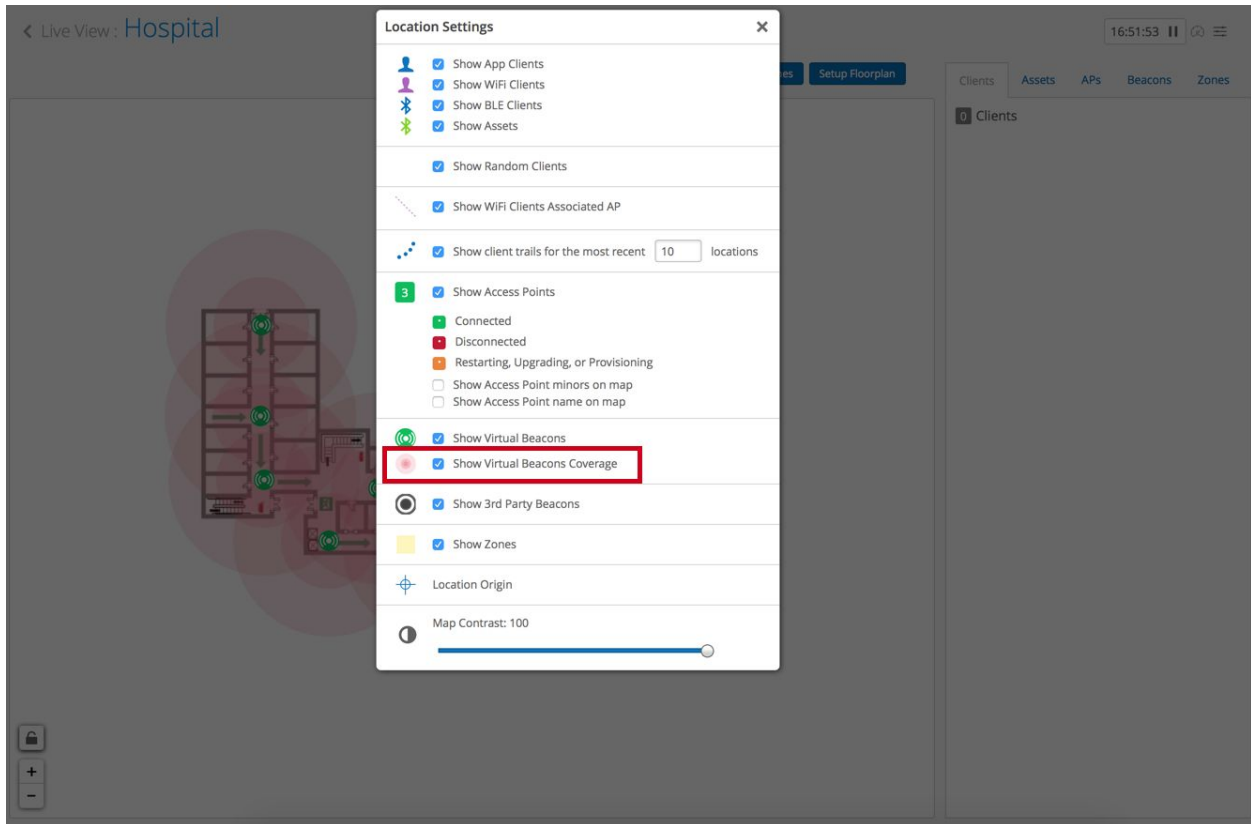 Live View : Hospital
Location Settings
16:51:53
Show App Clients
Show WiFi Clients
Show BLE Clients
Show Assets
Show Random Clients
Show WiFi Clients Associated AP
Show client trails for the most recent 10 locations
3 Show Access Points
Connected
Disconnected
Restarting, Upgrading, or Provisioning
Show Access Point minors on map
Show Access Point name on map
Show Virtual Beacons
Show Virtual Beacons Coverage
Show 3rd Party Beacons
Show Zones
Location Origin
Map Contrast: 100
Setup Floorplan
Clients Assets APs Beacons Zones
0 Clients
+
−